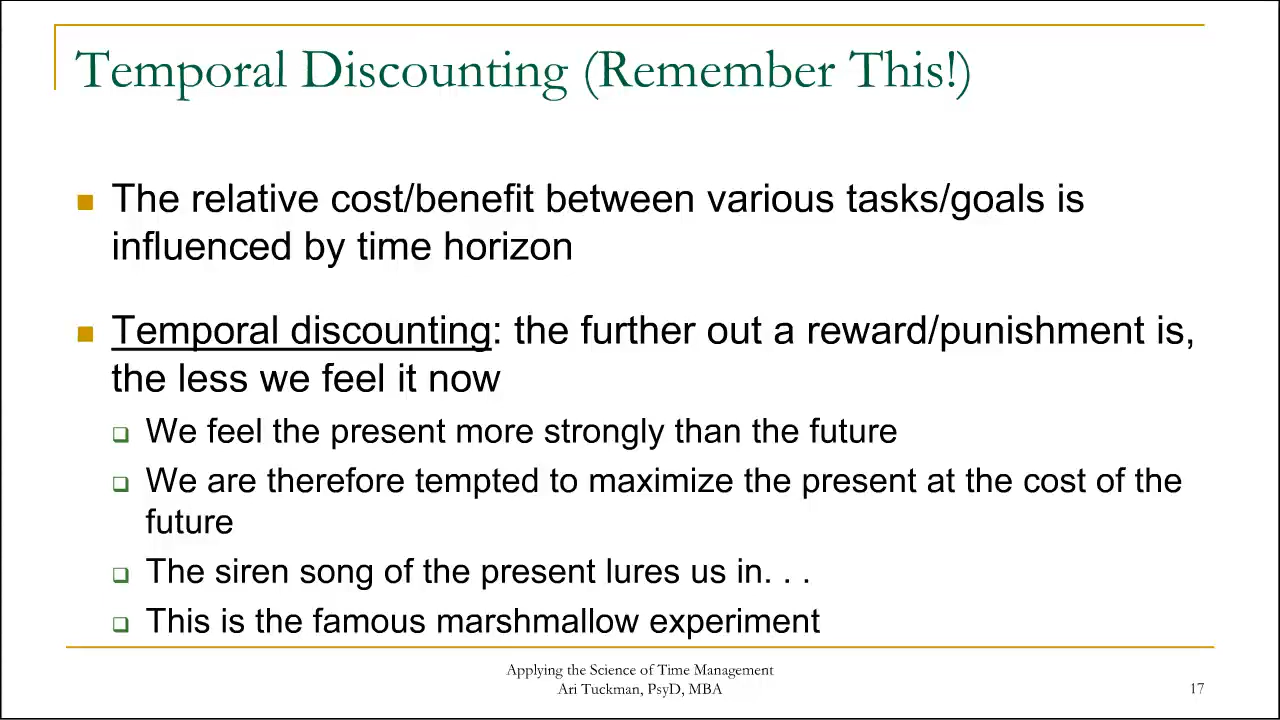 Temporal Discounting (Remember This!)
The relative cost/benefit between various tasks/goals is
influenced by time horizon
Temporal discounting: the further out a reward/punishment is,
the less we feel it now
We feel the present more strongly than the future
We are therefore tempted to maximize the present at the cost of the
future
The siren song of the present lures us in. . .
This is the famous marshmallow experiment
Applying the Science of Time Management
Ari Tuckman, PsyD, MBA
17